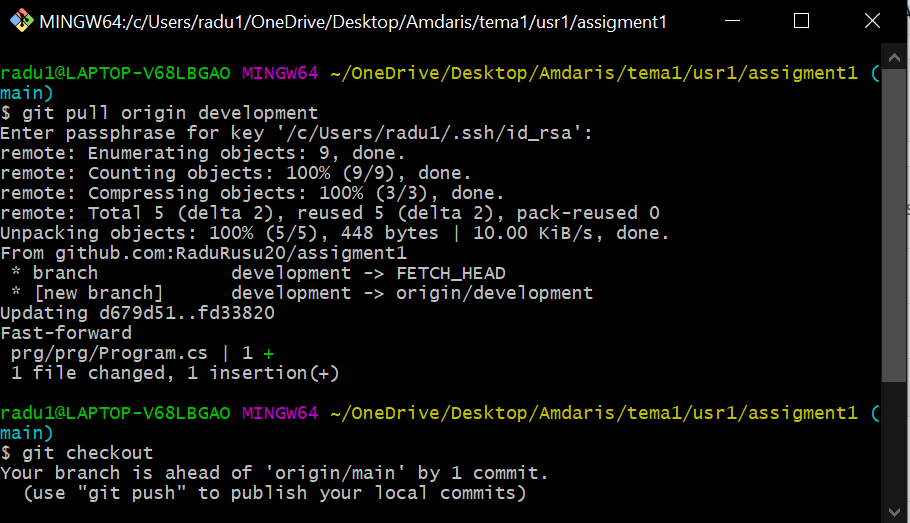 MINGW64:/c/Users/radu1/OneDrive/Desktop/Amdaris/tema1/usr1/assigment1
radu1@LAPTOP-V68LBGAO MINGW64 ~/OneDrive/Desktop/Amdaris/tema1/usr1/assigment1 (
main)
$ git pull origin development
Enter passphrase for key '/c/Users/radu1/.ssh/id_rsa':
remote: Enumerating objects: 9, done.
remote: Counting objects: 100% (9/9), done.
remote: Compressing objects: 100% (3/3), done.
remote: Total 5 (delta 2), reused 5 (delta 2), pack-reused 0
Unpacking objects: 100% (5/5), 448 bytes | 10.00 KiB/s, done.
From github.com:RaduRusu20/assigment1
 * branch            development -> FETCH_HEAD
 * [new branch]      development -> origin/development
Updating d679d51..fd33820
Fast-forward
 prg/prg/Program.cs | 1 +
 1 file changed, 1 insertion(+)
radu1@LAPTOP-V68LBGAO MINGW64 ~/OneDrive/Desktop/Amdaris/tema1/usr1/assigment1 (
main)
$ git checkout
Your branch is ahead of 'origin/main' by 1 commit.
  (use "git push" to publish your local commits)